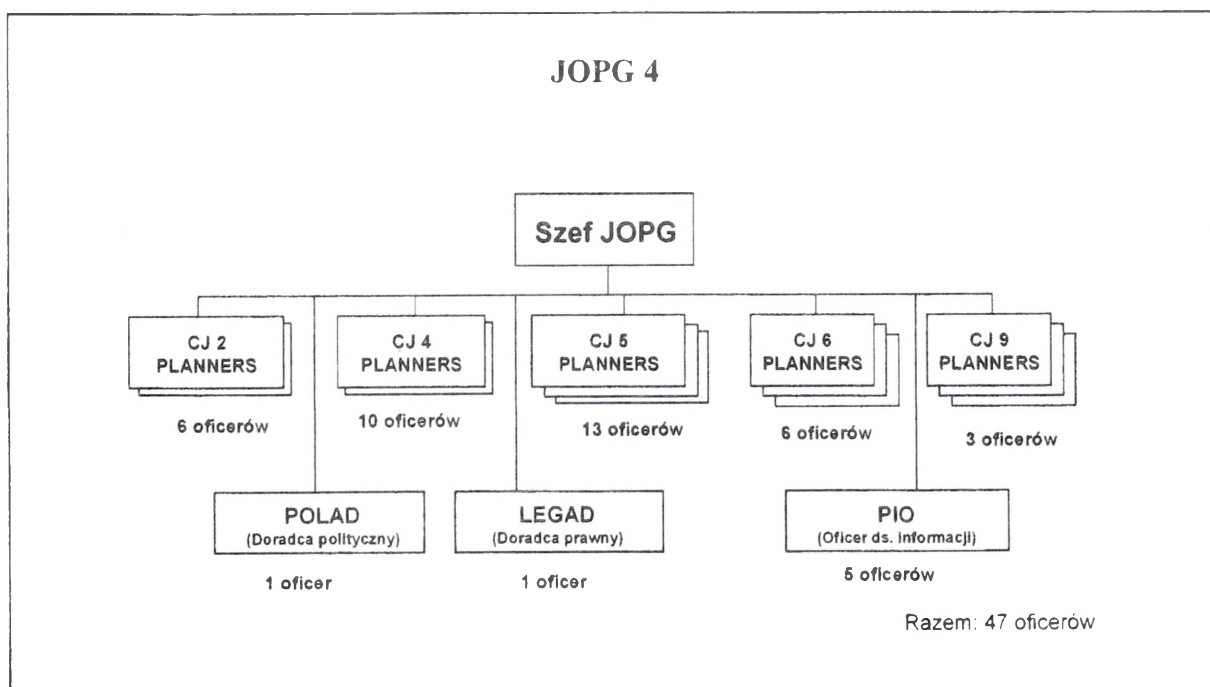 JOPG 4
Szef JOPG
CJ 2
PLANNERS
6 oficerów
CJ 4
PLANNERS
10 oficerów
CJ 5
PLANNERS
13 oficerów
CJ 6
PLANNERS
6 oficerów
CJ 9
PLANNERS
3 oficerów
POLAD
(Doradca polityczny)
1 oficer
LEGAD
(Doradca prawny)
1 oficer
PIO
(Oficer ds. informacji)
5 oficerów
Razem: 47 oficerów